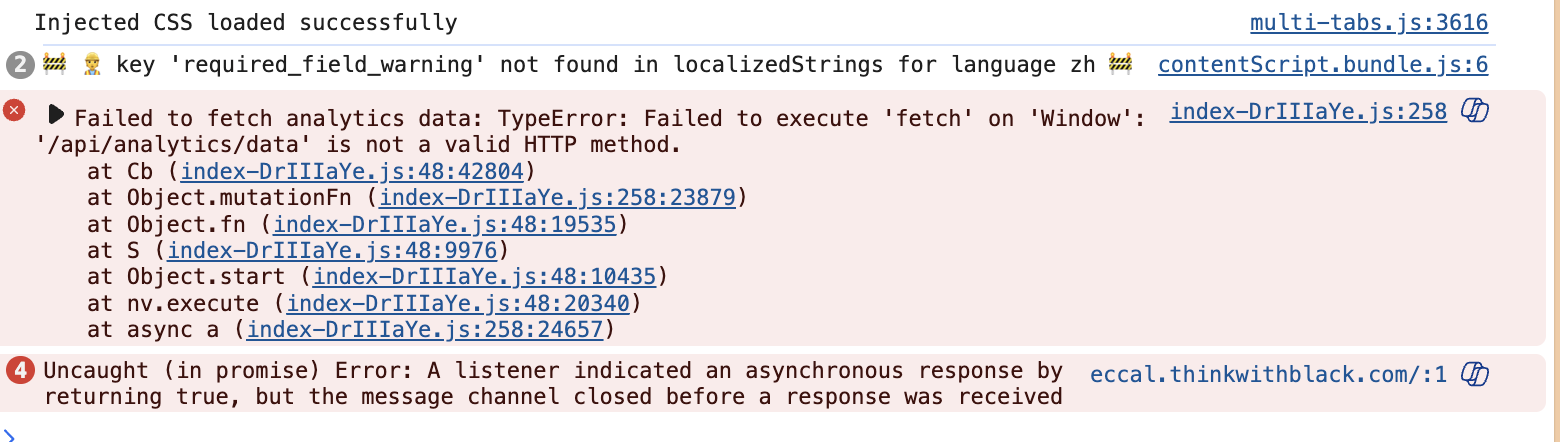 Injected CSS loaded successfully multi-tabs.js:3616
2 🚧 👷 key 'required_field_warning' not found in localizedStrings for language zh 🚧 contentScript.bundle.js:6
Failed to fetch analytics data: TypeError: Failed to execute 'fetch' on 'Window': index-DrIIIaYe.js:258
'/api/analytics/data' is not a valid HTTP method.
at Cb (index-DrIIIaYe.js:48:42804)
at Object.mutationFn (index-DrIIIaYe.js:258:23879)
at Object.fn (index-DrIIIaYe.js:48:19535)
at S (index-DrIIIaYe.js:48:9976)
at Object.start (index-DrIIIaYe.js:48:10435)
at nv.execute (index-DrIIIaYe.js:48:20340)
at async a (index-DrIIIaYe.js:258:24657)
4 Uncaught (in promise) Error: A listener indicated an asynchronous response by eccal.thinkwithblack.com/:1
returning true, but the message channel closed before a response was received